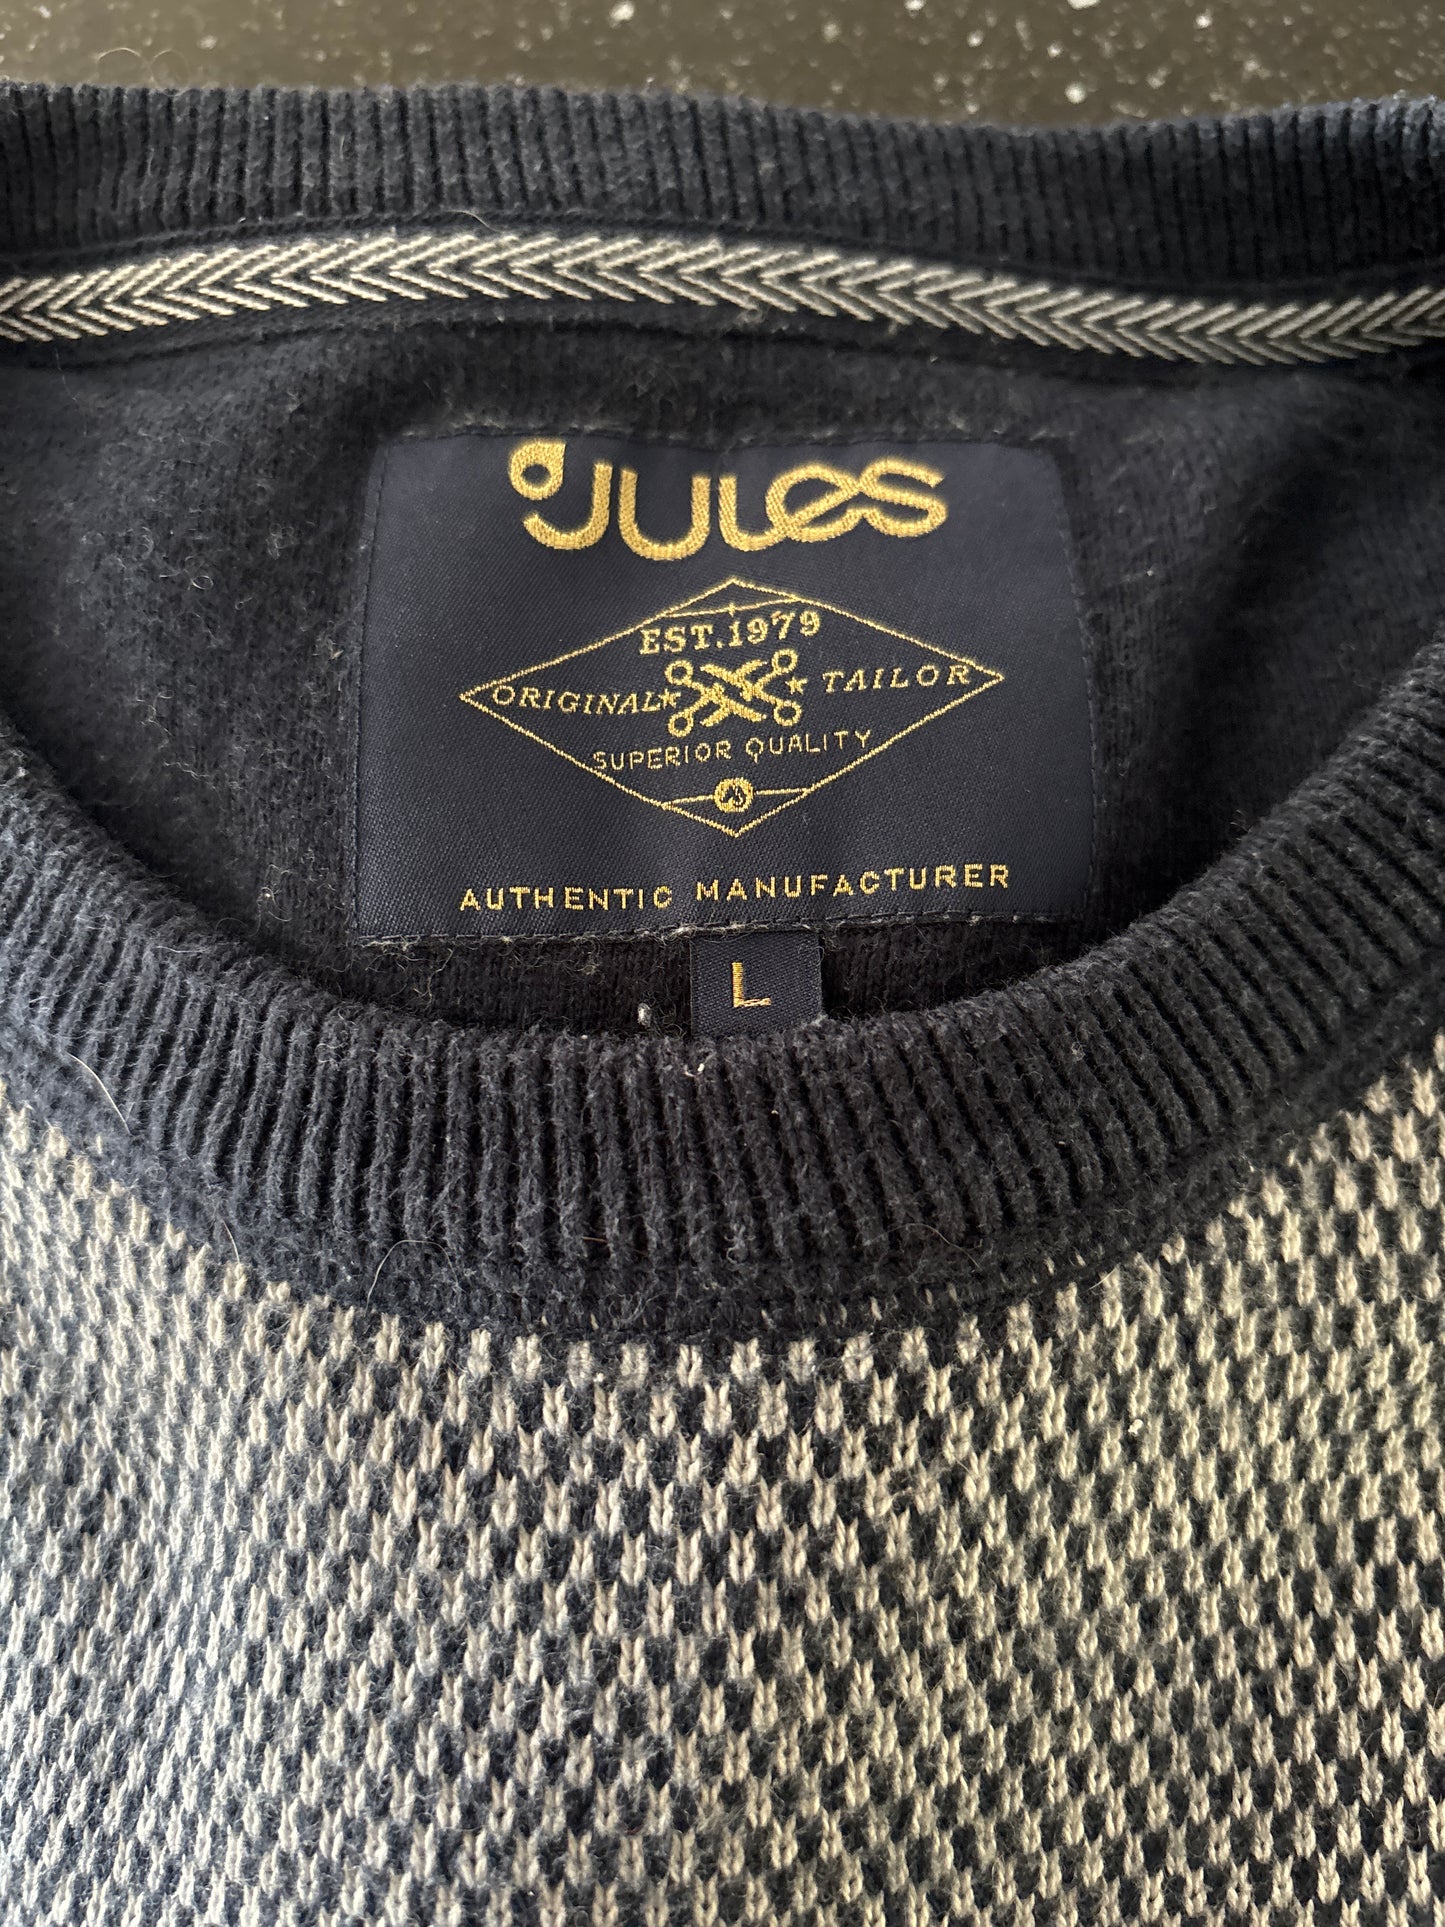 JULES
EST.1979
ORIGINAL TAILOR
SUPERIOR QUALITY
AUTHENTIC MANUFACTURER
L